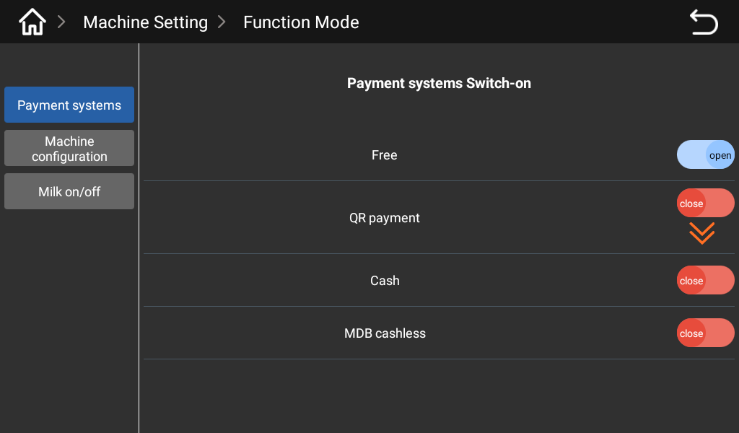 Machine Setting > Function Mode
Payment systems Switch-on
Payment systems
Machine
configuration
Milk on/off
Free
open
QR payment
close
Cash
close
MDB cashless
close